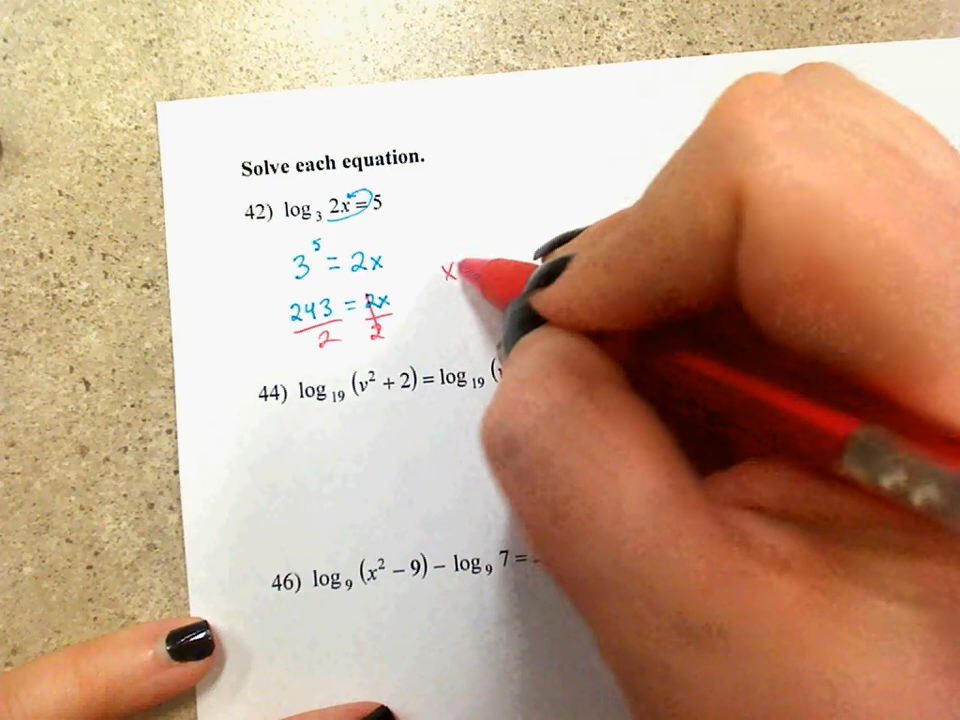 Solve each equation.
42) log₃ 2x = 5
3⁵ = 2x
x
243 = 2x
2 2
44) log₁₉ (v² + 2) = log₁₉ (
46) log₉ (x² − 9) − log₉ 7 =